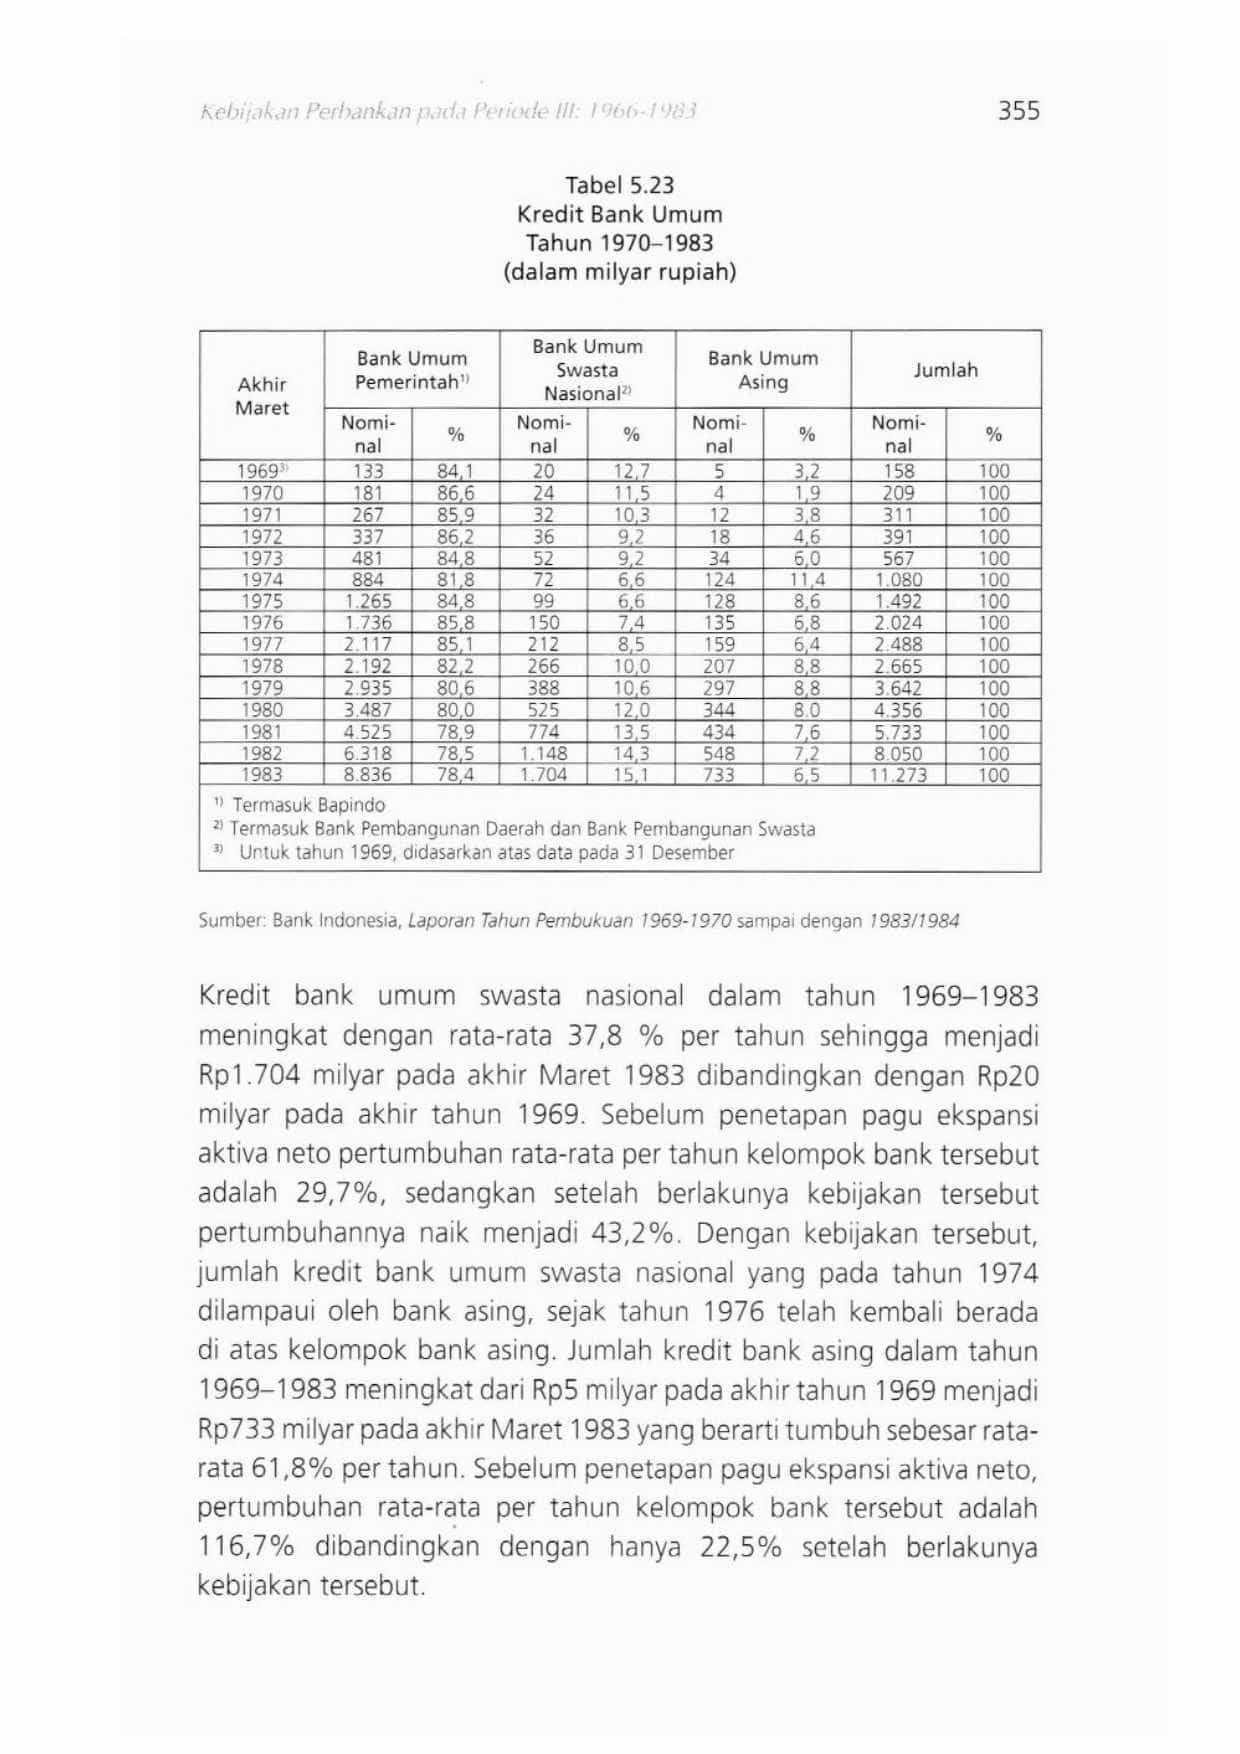 Kebijakan Perbankan pada Periode III: 1966-1983 355
Tabel 5.23
Kredit Bank Umum
Tahun 1970–1983
(dalam milyar rupiah)
Akhir Maret | Bank Umum Pemerintah¹⁾ | Bank Umum Swasta Nasional²⁾ | Bank Umum Asing | Jumlah
Nomi-nal | % | Nomi-nal | % | Nomi-nal | % | Nomi-nal | %
1969³⁾ 133 84,1 20 12,7 5 3,2 158 100
1970 181 86,6 24 11,5 4 1,9 209 100
1971 267 85,9 32 10,3 12 3,8 311 100
1972 337 86,2 36 9,2 18 4,6 391 100
1973 481 84,8 52 9,2 34 6,0 567 100
1974 884 81,8 72 6,6 124 11,4 1.080 100
1975 1.265 84,8 99 6,6 128 8,6 1.492 100
1976 1.736 85,8 150 7,4 135 6,8 2.024 100
1977 2.117 85,1 212 8,5 159 6,4 2.488 100
1978 2.192 82,2 266 10,0 207 8,8 2.665 100
1979 2.935 80,6 388 10,6 297 8,8 3.642 100
1980 3.487 80,0 525 12,0 344 8.0 4.356 100
1981 4.525 78,9 774 13,5 434 7,6 5.733 100
1982 6.318 78,5 1.148 14,3 548 7,2 8.050 100
1983 8.836 78,4 1.704 15,1 733 6,5 11.273 100
¹⁾ Termasuk Bapindo
²⁾ Termasuk Bank Pembangunan Daerah dan Bank Pembangunan Swasta
³⁾ Untuk tahun 1969, didasarkan atas data pada 31 Desember
Sumber: Bank Indonesia, Laporan Tahun Pembukuan 1969-1970 sampai dengan 1983/1984
Kredit bank umum swasta nasional dalam tahun 1969–1983
meningkat dengan rata-rata 37,8 % per tahun sehingga menjadi
Rp1.704 milyar pada akhir Maret 1983 dibandingkan dengan Rp20
milyar pada akhir tahun 1969. Sebelum penetapan pagu ekspansi
aktiva neto pertumbuhan rata-rata per tahun kelompok bank tersebut
adalah 29,7%, sedangkan setelah berlakunya kebijakan tersebut
pertumbuhannya naik menjadi 43,2%. Dengan kebijakan tersebut,
jumlah kredit bank umum swasta nasional yang pada tahun 1974
dilampaui oleh bank asing, sejak tahun 1976 telah kembali berada
di atas kelompok bank asing. Jumlah kredit bank asing dalam tahun
1969–1983 meningkat dari Rp5 milyar pada akhir tahun 1969 menjadi
Rp733 milyar pada akhir Maret 1983 yang berarti tumbuh sebesar rata-
rata 61,8% per tahun. Sebelum penetapan pagu ekspansi aktiva neto,
pertumbuhan rata-rata per tahun kelompok bank tersebut adalah
116,7% dibandingkan dengan hanya 22,5% setelah berlakunya
kebijakan tersebut.